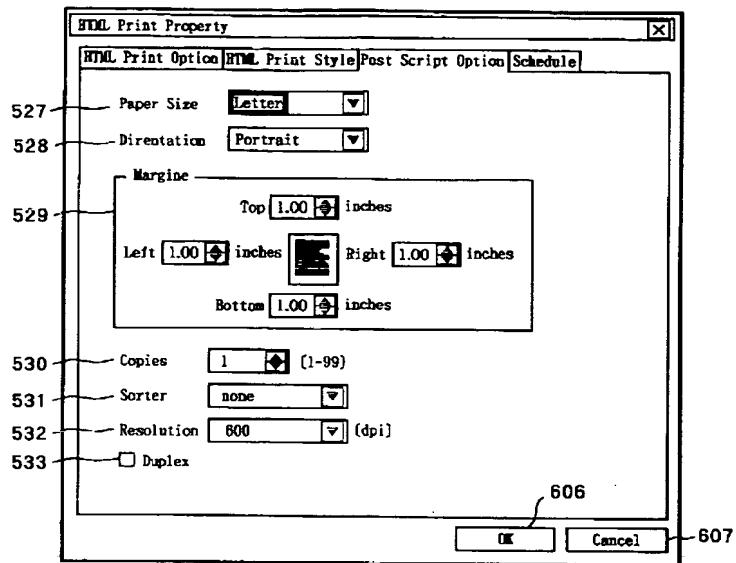 HTML Print Property
HTML Print Option HTML Print Style Post Script Option Schedule
527 Paper Size Letter
528 Direntation Portrait
Margine
529
Top 1.00 inches
Left 1.00 inches Right 1.00 inches
Bottom 1.00 inches
530 Copies 1 (1-99)
531 Sorter none
532 Resolution 600 (dpi)
533 Duplex
606
OK Cancel 607